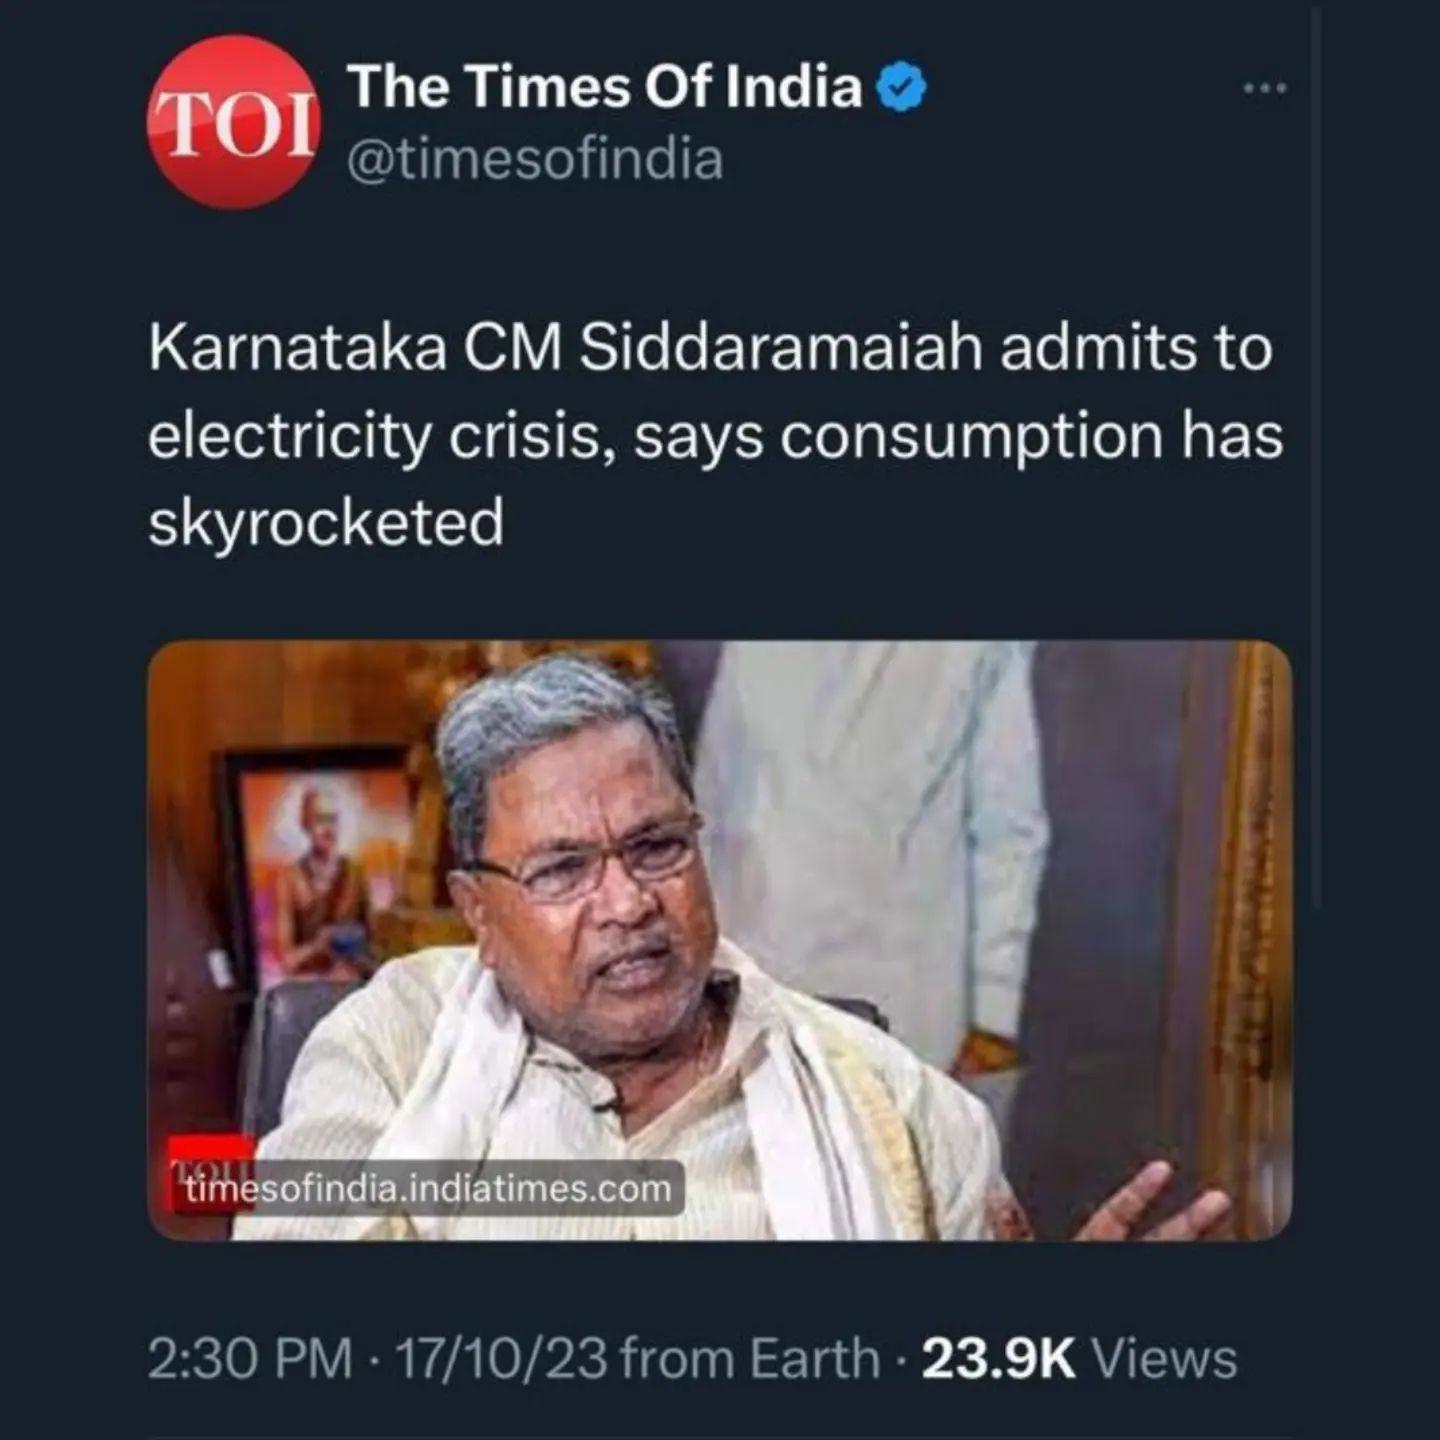 TOI
The Times Of India
@timesofindia
Karnataka CM Siddaramaiah admits to
electricity crisis, says consumption has
skyrocketed
TOI
timesofindia.indiatimes.com
2:30 PM · 17/10/23 from Earth · 23.9K Views